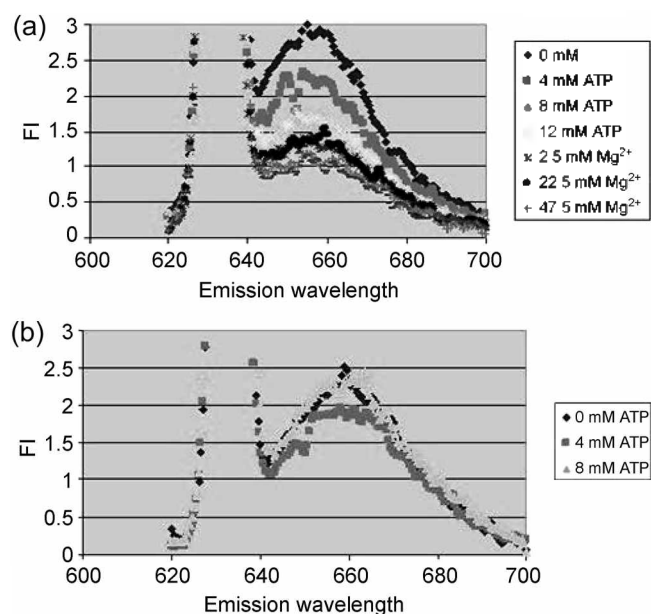 (a)
3
2.5
2
1.5
1
0.5
0
FI
600 620 640 660 680 700
Emission wavelength
0 mM
4 mM ATP
8 mM ATP
12 mM ATP
2 5 mM Mg²⁺
22 5 mM Mg²⁺
47 5 mM Mg²⁺
(b)
3
2.5
2
1.5
1
0.5
0
FI
600 620 640 660 680 700
Emission wavelength
0 mM ATP
4 mM ATP
8 mM ATP